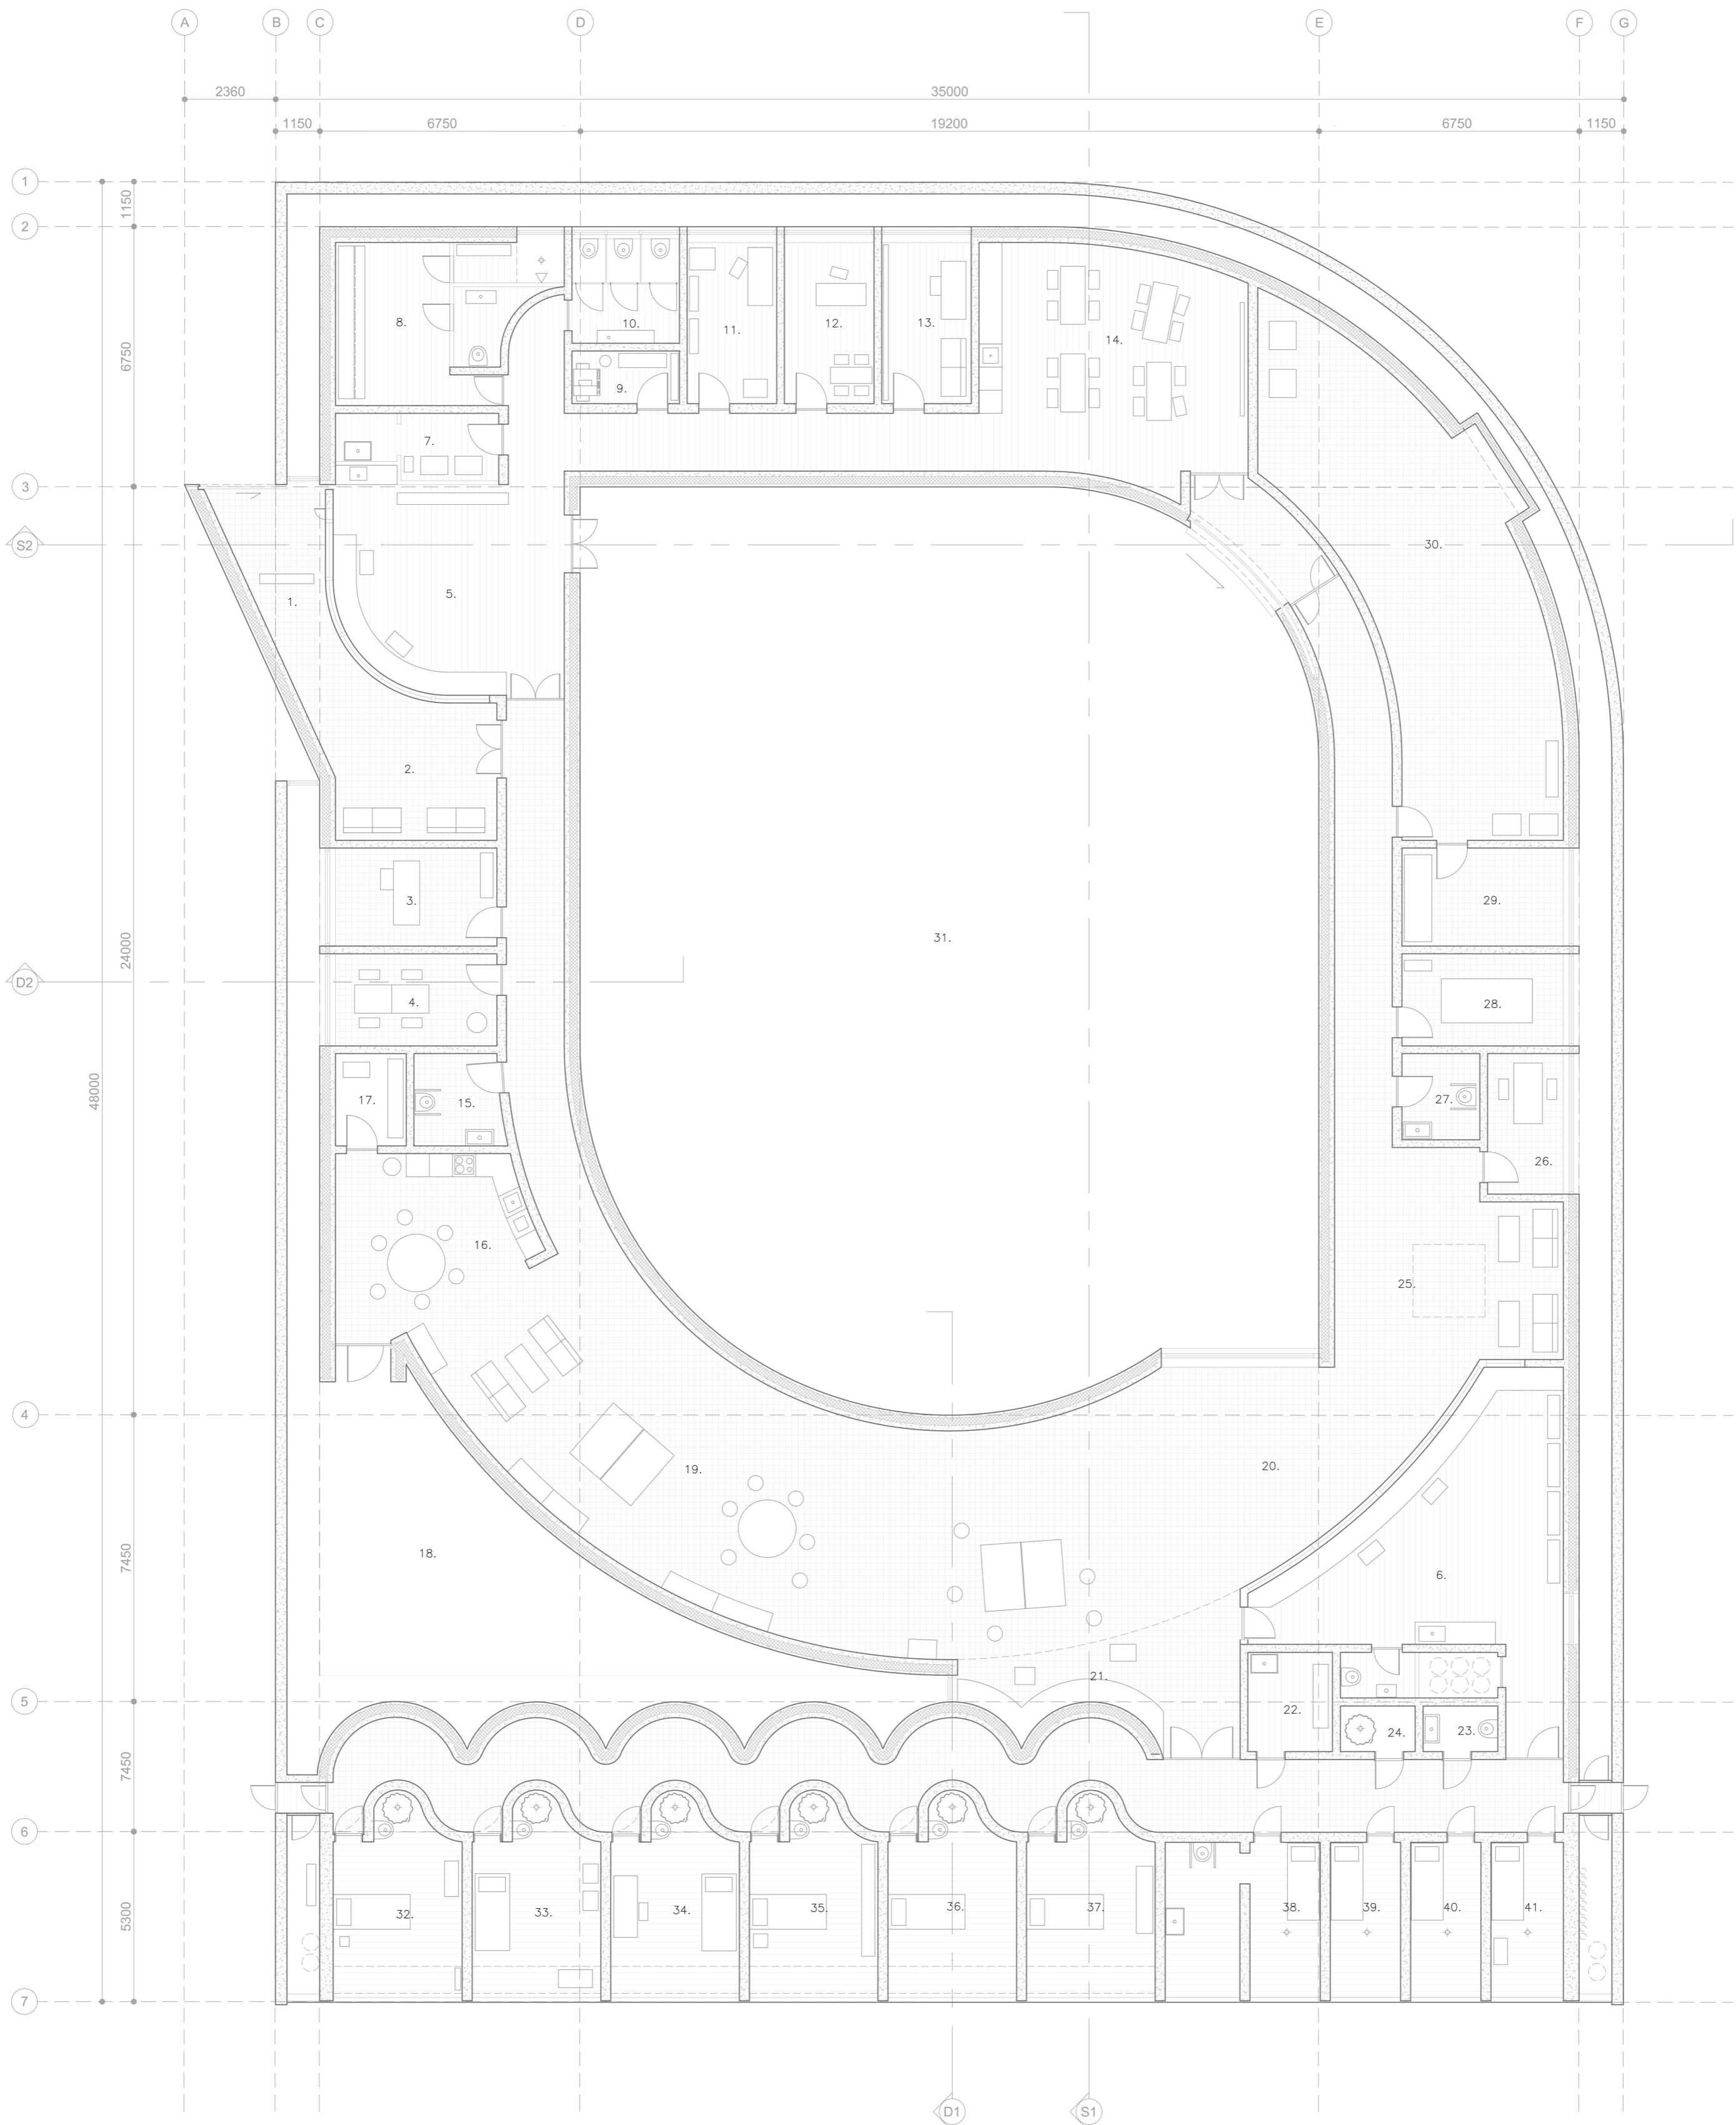 A B C D E F G
2360 35000
1150 6750 19200 6750 1150
1
1150
2
8. 10. 11. 12. 13. 14.
6750
9.
7.
3
S2 30.
1. 5.
2.
3. 29.
24000 31.
D2 4. 28.
48000
17. 15. 27.
26.
16.
25.
4
19. 20.
7450 18.
6.
21.
5
22. 24. 23.
7450
6
5300 32. 33. 34. 35. 36. 37. 38. 39. 40. 41.
7
D1 S1